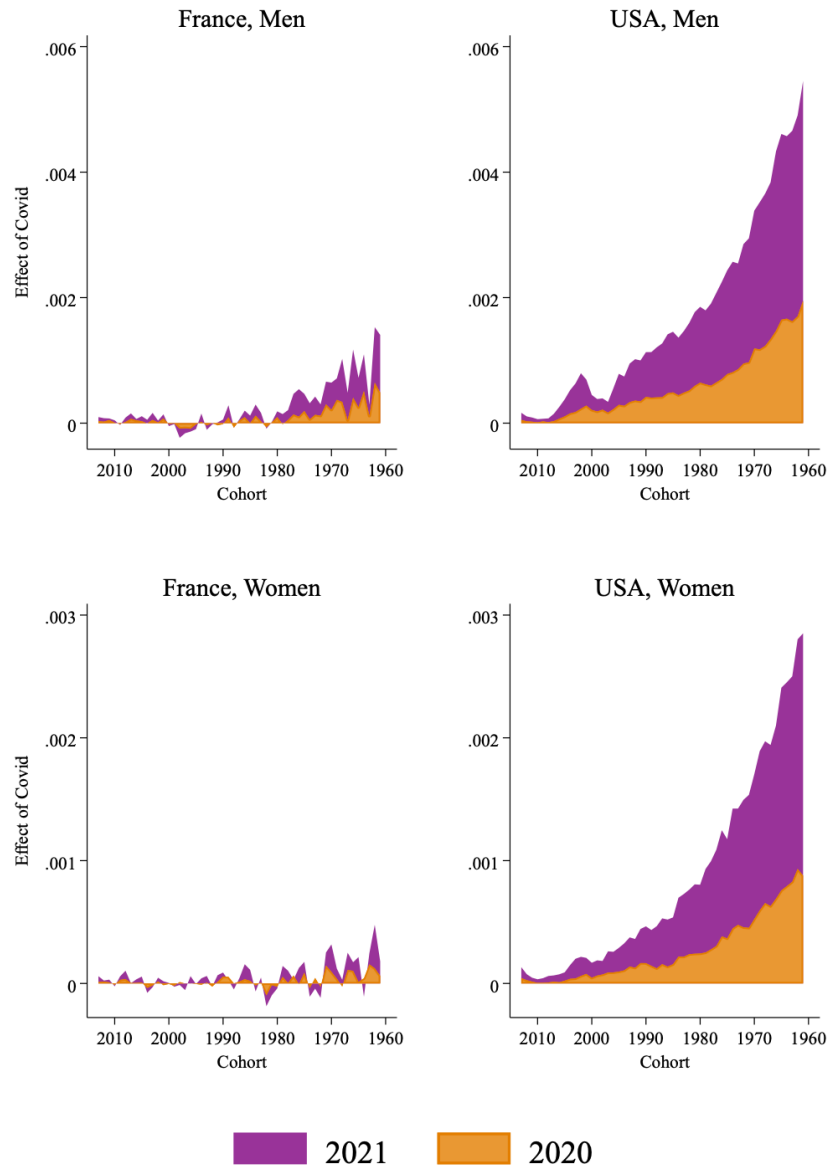 France, Men
.006
.004
.002
0
Effect of Covid
2010 2000 1990 1980 1970 1960
Cohort
USA, Men
.006
.004
.002
0
2010 2000 1990 1980 1970 1960
Cohort
France, Women
.003
.002
.001
0
Effect of Covid
2010 2000 1990 1980 1970 1960
Cohort
USA, Women
.003
.002
.001
0
2010 2000 1990 1980 1970 1960
Cohort
2021 2020